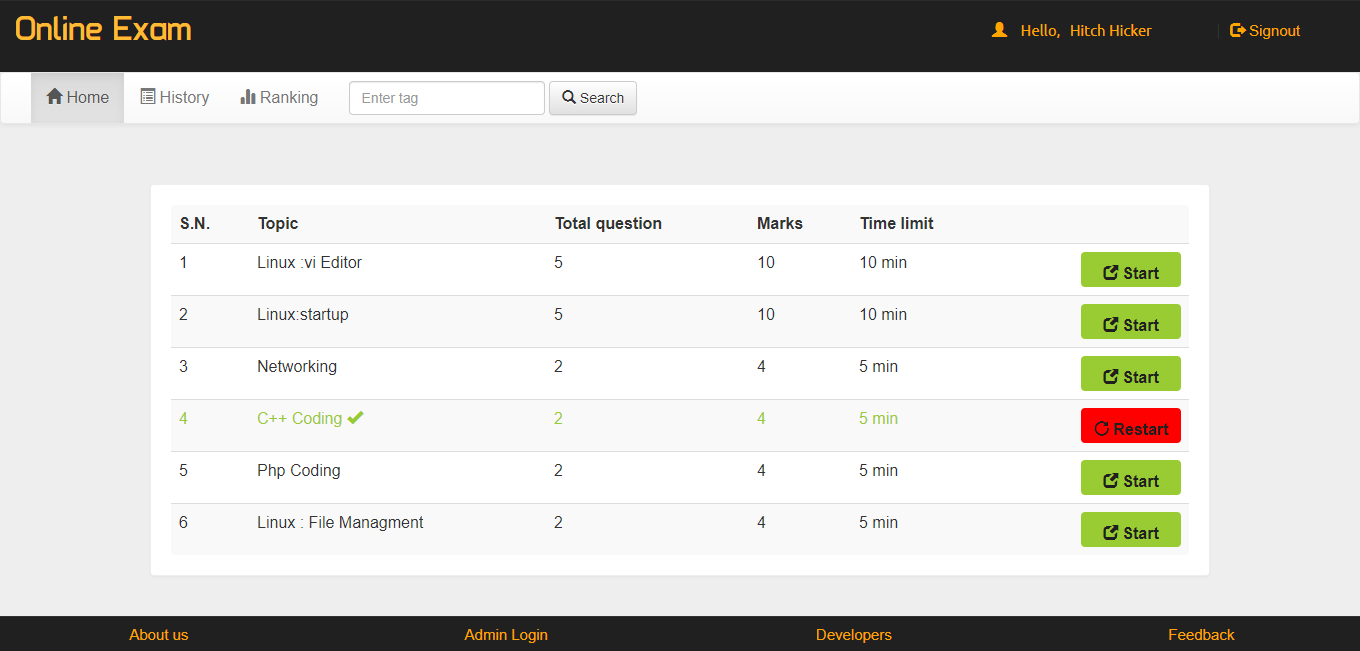 Online Exam
Hello, Hitch Hicker
Signout
Home History Ranking Enter tag Search
S.N. Topic Total question Marks Time limit
1 Linux :vi Editor 5 10 10 min Start
2 Linux:startup 5 10 10 min Start
3 Networking 2 4 5 min Start
4 C++ Coding 2 4 5 min Restart
5 Php Coding 2 4 5 min Start
6 Linux : File Managment 2 4 5 min Start
About us Admin Login Developers Feedback